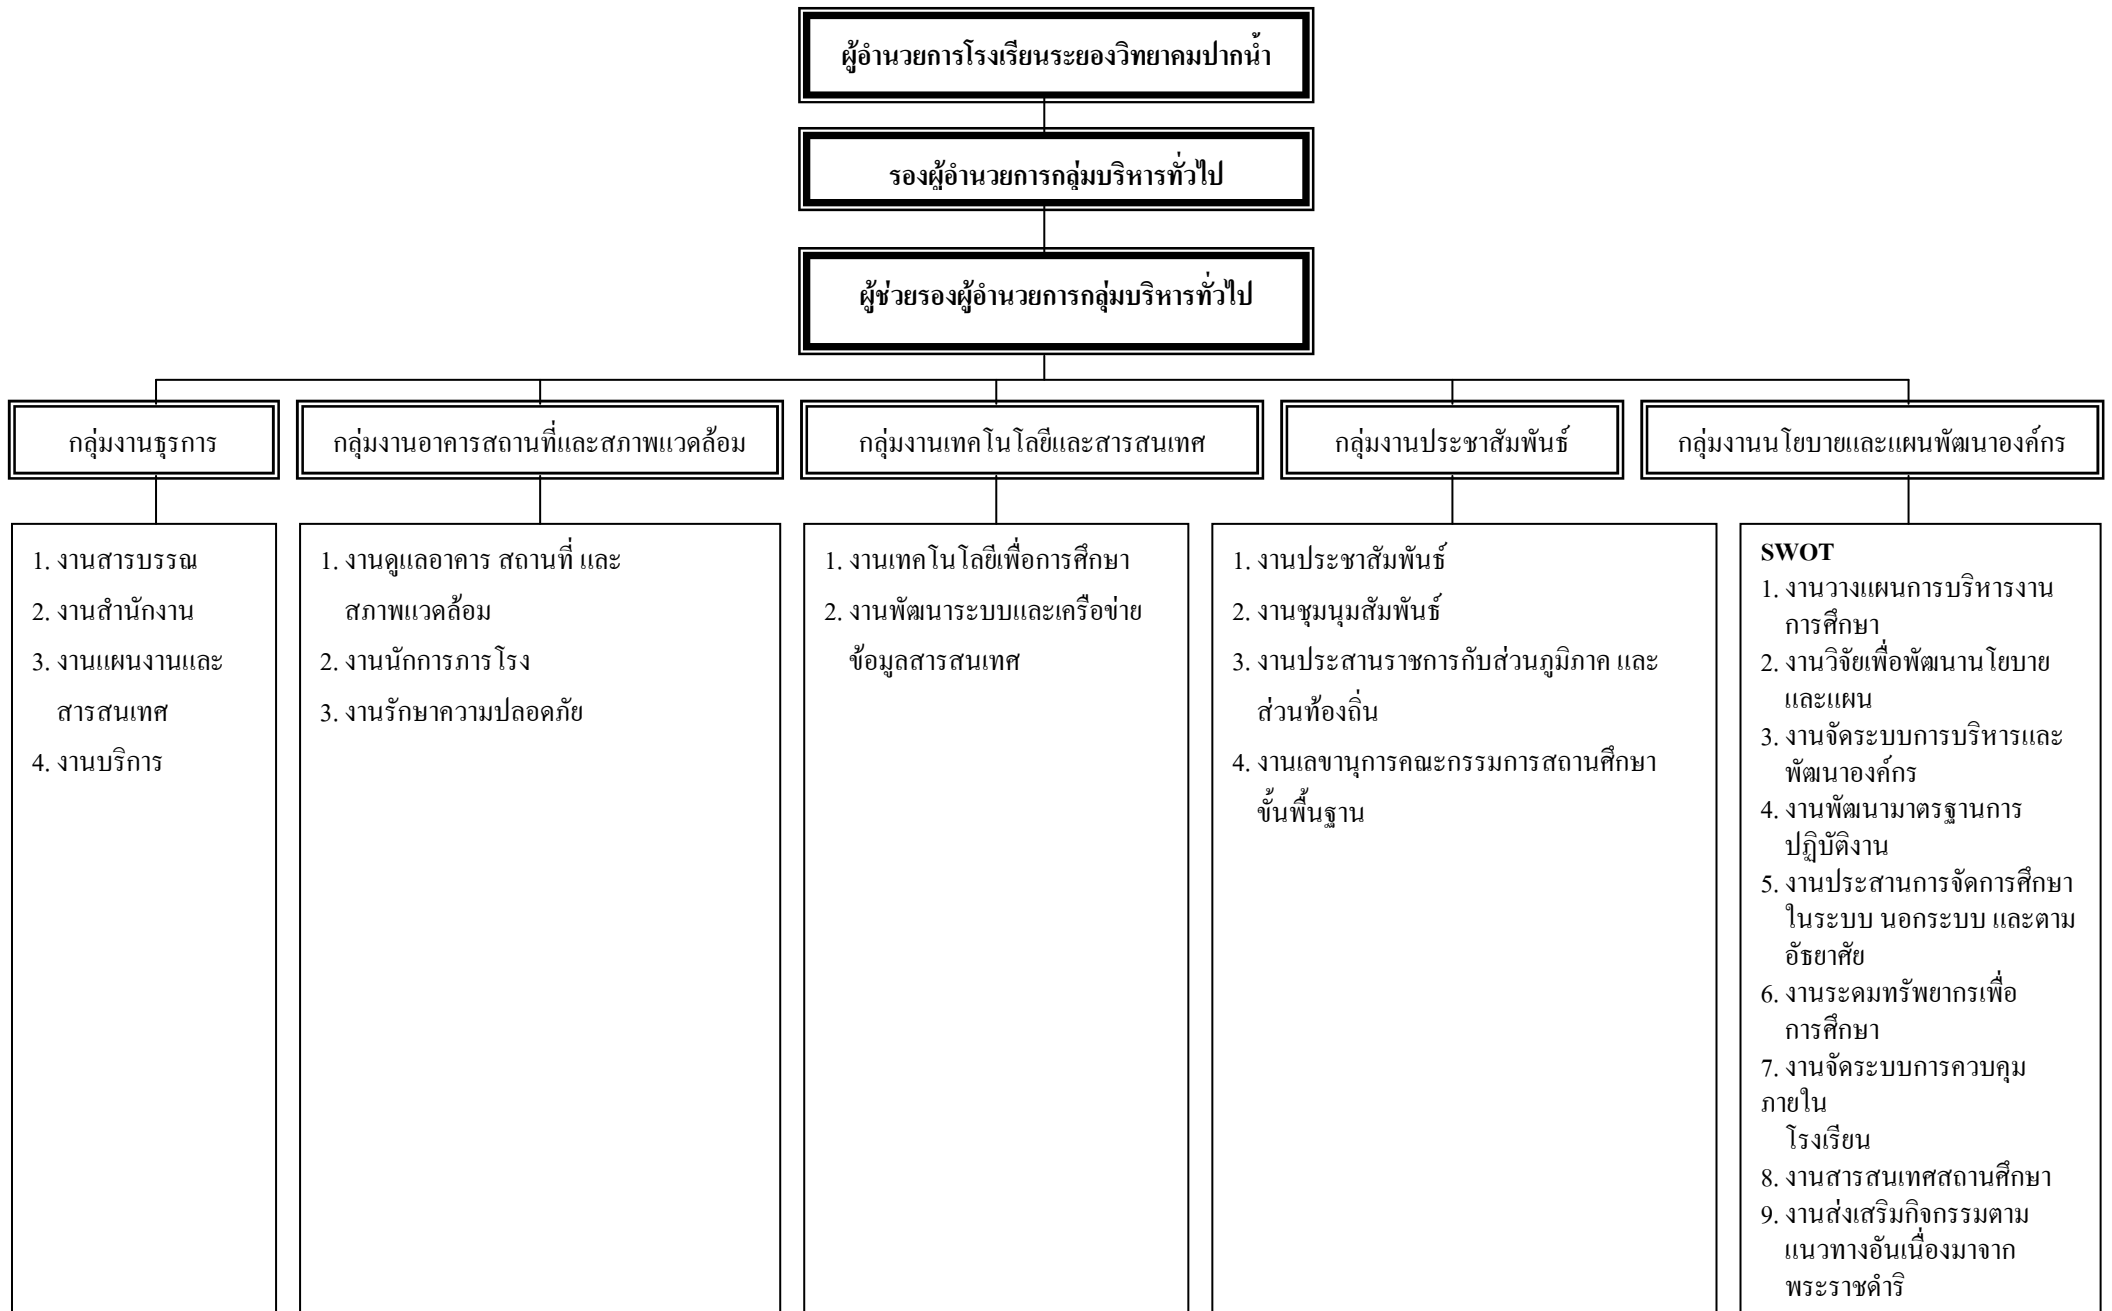 ผู้อำนวยการโรงเรียนระยองวิทยาคมปากน้ำ
รองผู้อำนวยการกลุ่มบริหารทั่วไป
ผู้ช่วยรองผู้อำนวยการกลุ่มบริหารทั่วไป
กลุ่มงานธุรการ
กลุ่มงานอาคารสถานที่และสภาพแวดล้อม
กลุ่มงานเทคโนโลยีและสารสนเทศ
กลุ่มงานประชาสัมพันธ์
กลุ่มงานนโยบายและแผนพัฒนาองค์กร
1. งานสารบรรณ
2. งานสำนักงาน
3. งานแผนงานและ
สารสนเทศ
4. งานบริการ
1. งานดูแลอาคาร สถานที่ และ
สภาพแวดล้อม
2. งานนักการภารโรง
3. งานรักษาความปลอดภัย
1. งานเทคโนโลยีเพื่อการศึกษา
2. งานพัฒนาระบบและเครือข่าย
ข้อมูลสารสนเทศ
1. งานประชาสัมพันธ์
2. งานชุมนุมสัมพันธ์
3. งานประสานราชการกับส่วนภูมิภาค และ
ส่วนท้องถิ่น
4. งานเลขานุการคณะกรรมการสถานศึกษา
ขั้นพื้นฐาน
SWOT
1. งานวางแผนการบริหารงาน
การศึกษา
2. งานวิจัยเพื่อพัฒนานโยบาย
และแผน
3. งานจัดระบบการบริหารและ
พัฒนาองค์กร
4. งานพัฒนามาตรฐานการ
ปฏิบัติงาน
5. งานประสานการจัดการศึกษา
ในระบบ นอกระบบ และตาม
อัธยาศัย
6. งานระดมทรัพยากรเพื่อ
การศึกษา
7. งานจัดระบบการควบคุม
ภายใน
โรงเรียน
8. งานสารสนเทศสถานศึกษา
9. งานส่งเสริมกิจกรรมตาม
แนวทางอันเนื่องมาจาก
พระราชดำริ